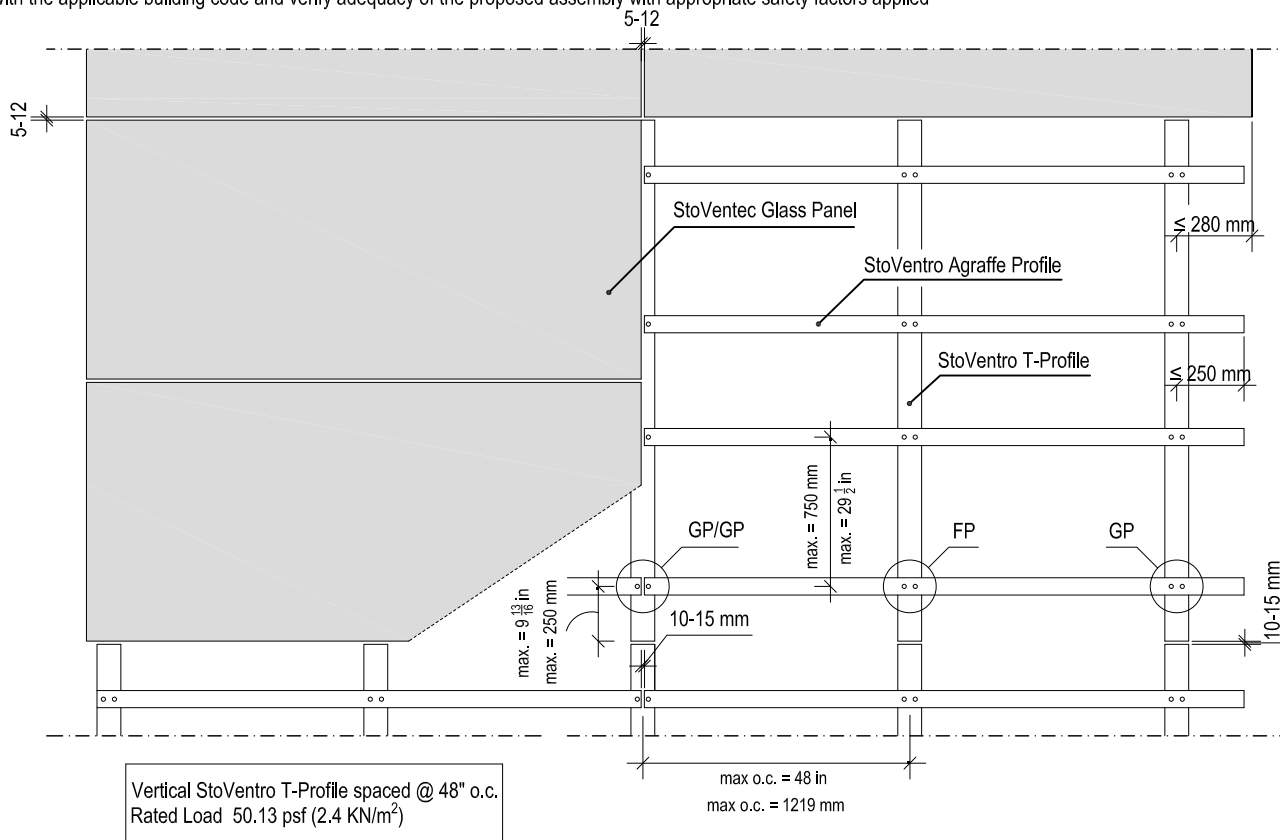 with the applicable building code and verify adequacy of the proposed assembly with appropriate safety factors applied
5-12
5-12
StoVentec Glass Panel
≤ 280 mm
StoVentro Agraffe Profile
StoVentro T-Profile
≤ 250 mm
max. = 750 mm
max. = 29 1/2 in
GP/GP
FP
GP
max. = 9 13/16 in
max. = 250 mm
10-15 mm
10-15 mm
max o.c. = 48 in
max o.c. = 1219 mm
Vertical StoVentro T-Profile spaced @ 48" o.c.
Rated Load 50.13 psf (2.4 KN/m²)